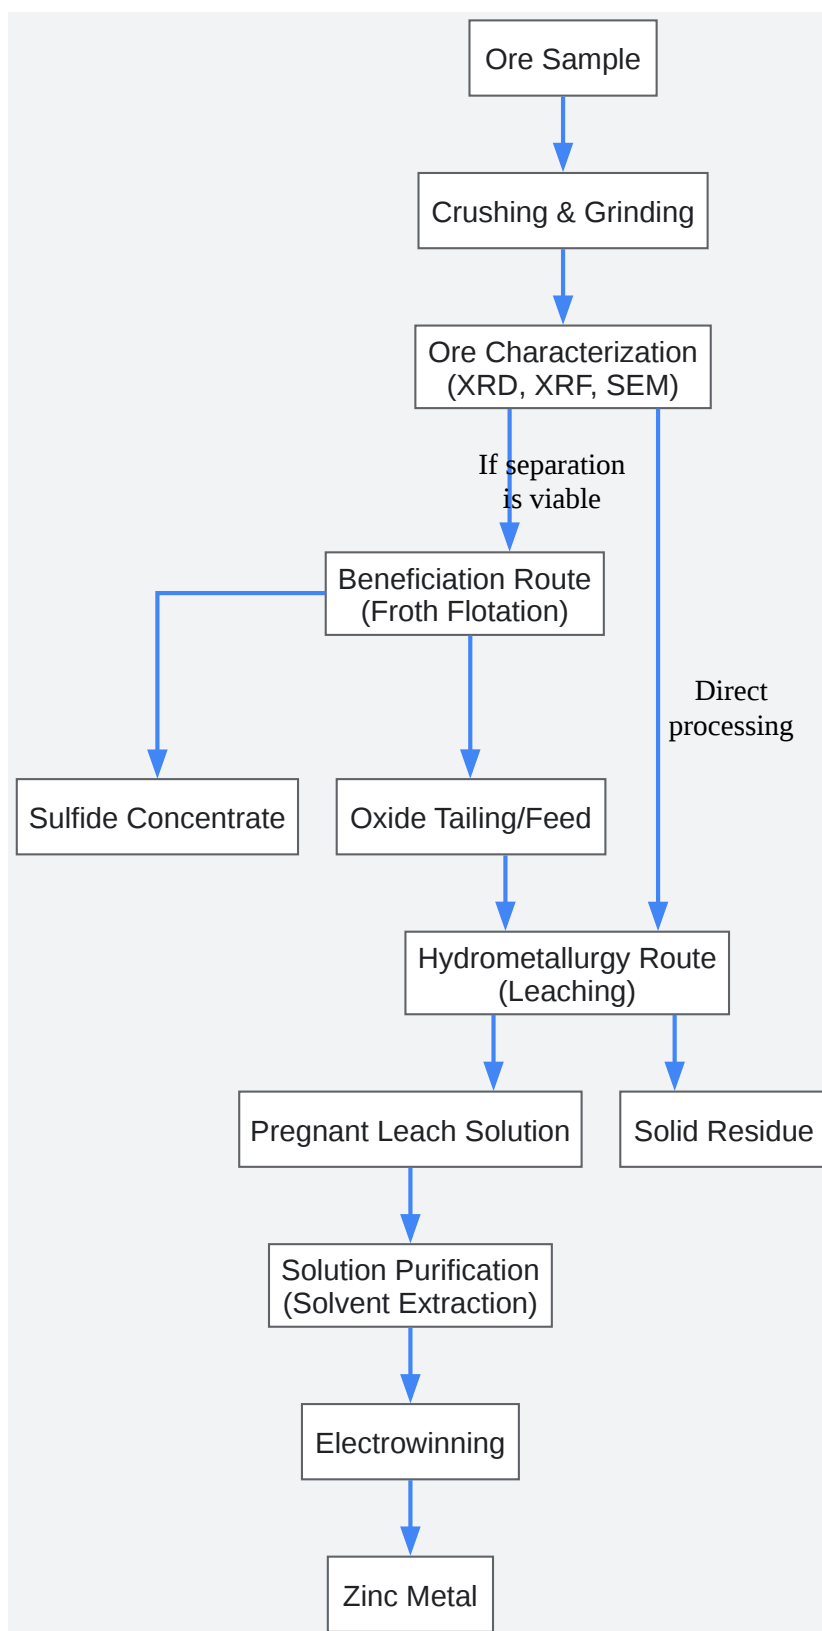 Ore Sample
Crushing & Grinding
Ore Characterization
(XRD, XRF, SEM)
If separation
is viable
Beneficiation Route
(Froth Flotation)
Direct
processing
Sulfide Concentrate
Oxide Tailing/Feed
Hydrometallurgy Route
(Leaching)
Pregnant Leach Solution
Solid Residue
Solution Purification
(Solvent Extraction)
Electrowinning
Zinc Metal